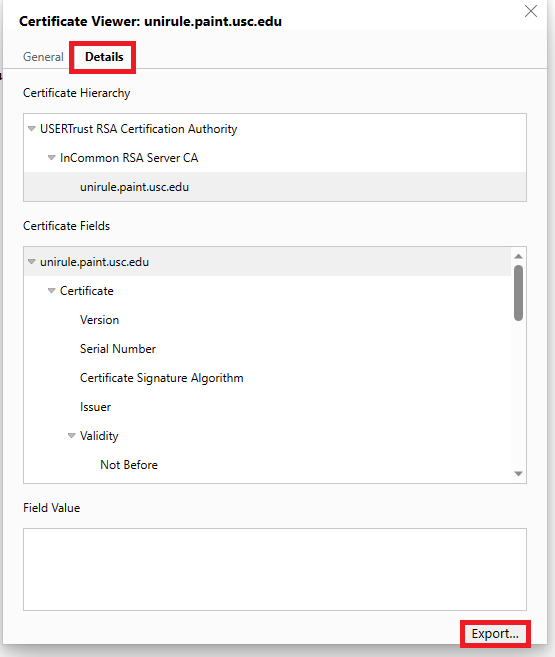 Certificate Viewer: unirule.paint.usc.edu
General Details
Certificate Hierarchy
USERTrust RSA Certification Authority
InCommon RSA Server CA
unirule.paint.usc.edu
Certificate Fields
unirule.paint.usc.edu
Certificate
Version
Serial Number
Certificate Signature Algorithm
Issuer
Validity
Not Before
Field Value
Export...